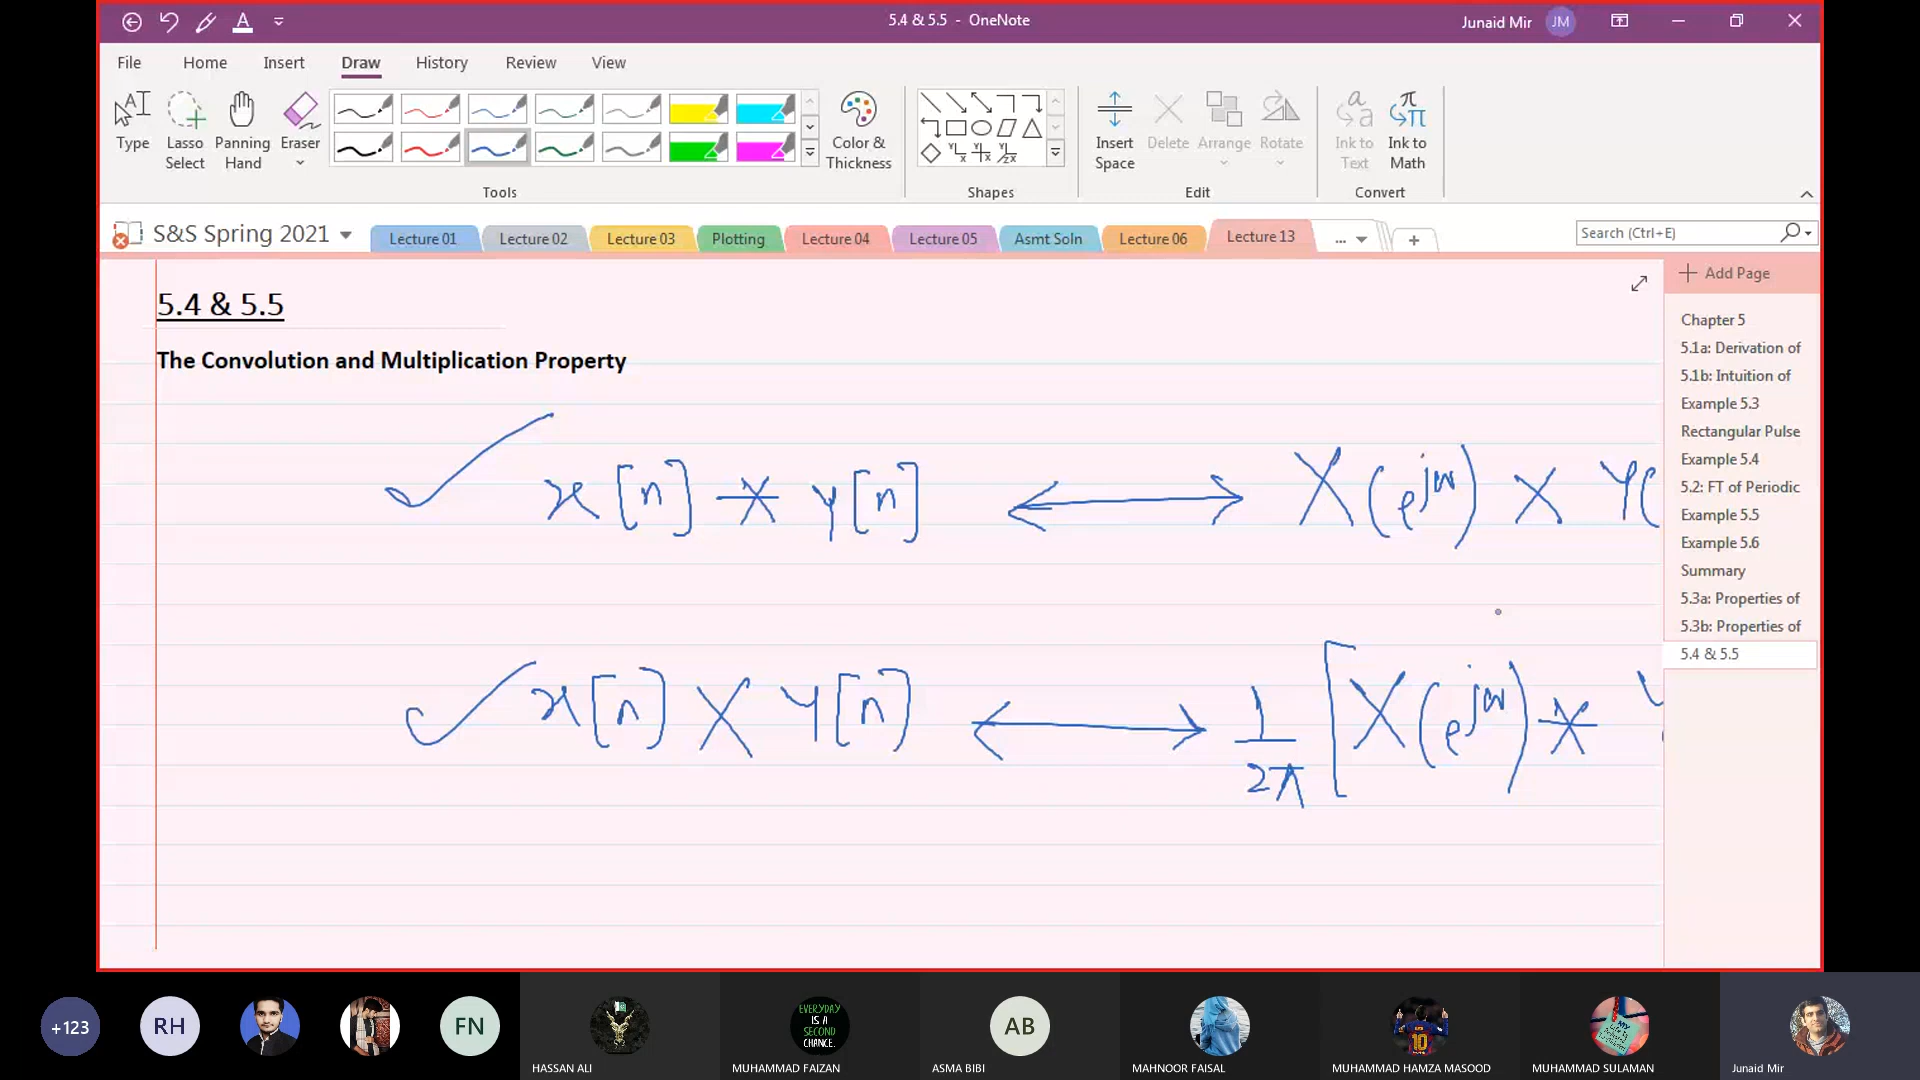 5.4 & 5.5 - OneNote
Junaid Mir
JM
File Home Insert Draw History Review View
Type
Lasso Select
Panning Hand
Eraser
Color & Thickness
Insert Space
Delete
Arrange
Rotate
Ink to Text
Ink to Math
Tools
Shapes
Edit
Convert
S&S Spring 2021
Lecture 01
Lecture 02
Lecture 03
Plotting
Lecture 04
Lecture 05
Asmt Soln
Lecture 06
Lecture 13
...
Search (Ctrl+E)
5.4 & 5.5
The Convolution and Multiplication Property
x[n] * y[n] ⟷ X(e^jω) × Y(
x[n] × y[n] ⟷ 1/2π [X(e^jω) *
Add Page
Chapter 5
5.1a: Derivation of
5.1b: Intuition of
Example 5.3
Rectangular Pulse
Example 5.4
5.2: FT of Periodic
Example 5.5
Example 5.6
Summary
5.3a: Properties of
5.3b: Properties of
5.4 & 5.5
+123
RH
FN
HASSAN ALI
EVERYDAY
IS A
SECOND
CHANCE.
MUHAMMAD FAIZAN
AB
ASMA BIBI
MAHNOOR FAISAL
10
MUHAMMAD HAMZA MASOOD
MY
MUHAMMAD SULAMAN
Junaid Mir